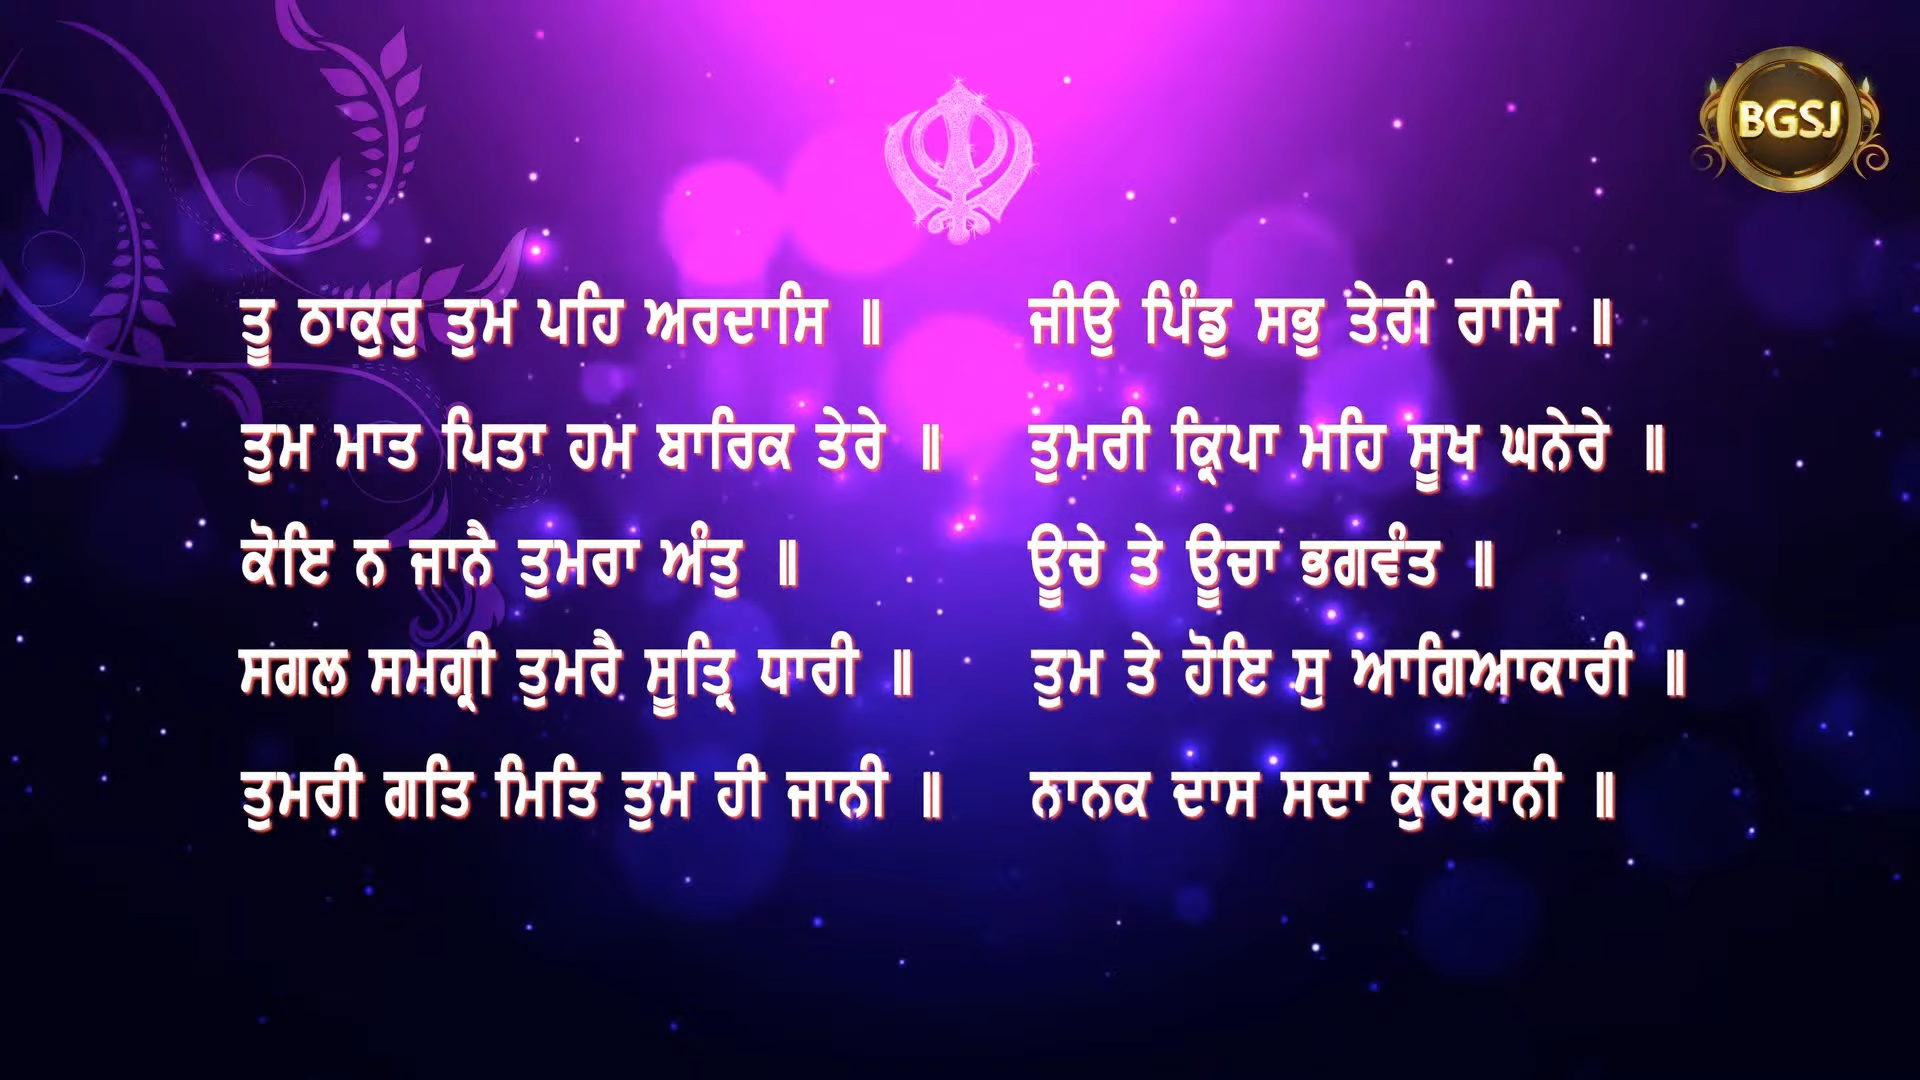 BGSJ
ਤੂ ਠਾਕੁਰੁ ਤੁਮ ਪਹਿ ਅਰਦਾਸਿ ॥ ਜੀਉ ਪਿੰਡੁ ਸਭੁ ਤੇਰੀ ਰਾਸਿ ॥
ਤੁਮ ਮਾਤ ਪਿਤਾ ਹਮ ਬਾਰਿਕ ਤੇਰੇ ॥ ਤੁਮਰੀ ਕ੍ਰਿਪਾ ਮਹਿ ਸੂਖ ਘਨੇਰੇ ॥
ਕੋਇ ਨ ਜਾਨੈ ਤੁਮਰਾ ਅੰਤੁ ॥ ਊਚੇ ਤੇ ਊਚਾ ਭਗਵੰਤ ॥
ਸਗਲ ਸਮਗ੍ਰੀ ਤੁਮਰੈ ਸੂਤ੍ਰਿ ਧਾਰੀ ॥ ਤੁਮ ਤੇ ਹੋਇ ਸੁ ਆਗਿਆਕਾਰੀ ॥
ਤੁਮਰੀ ਗਤਿ ਮਿਤਿ ਤੁਮ ਹੀ ਜਾਨੀ ॥ ਨਾਨਕ ਦਾਸ ਸਦਾ ਕੁਰਬਾਨੀ ॥